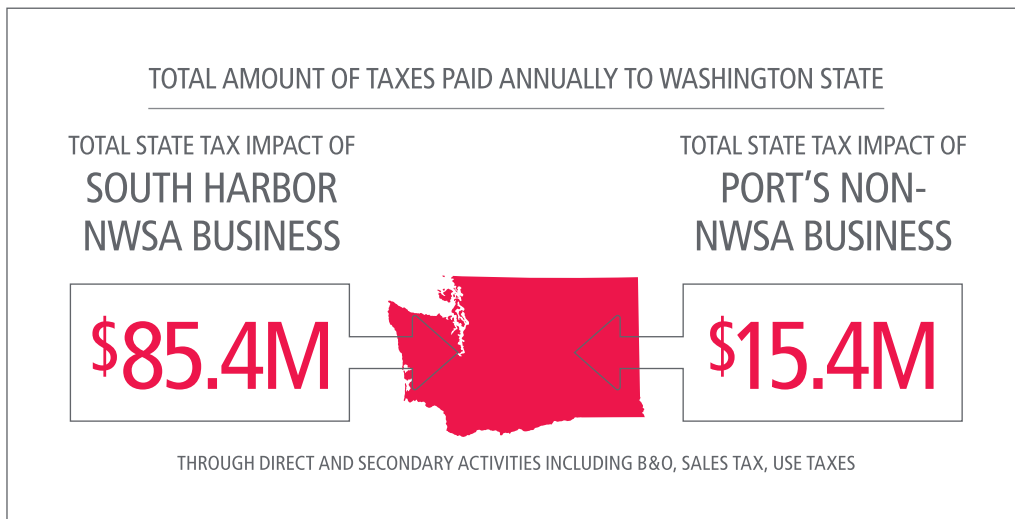 TOTAL AMOUNT OF TAXES PAID ANNUALLY TO WASHINGTON STATE
TOTAL STATE TAX IMPACT OF
SOUTH HARBOR
NWSA BUSINESS
$85.4M
TOTAL STATE TAX IMPACT OF
PORT’S NON-
NWSA BUSINESS
$15.4M
THROUGH DIRECT AND SECONDARY ACTIVITIES INCLUDING B&O, SALES TAX, USE TAXES